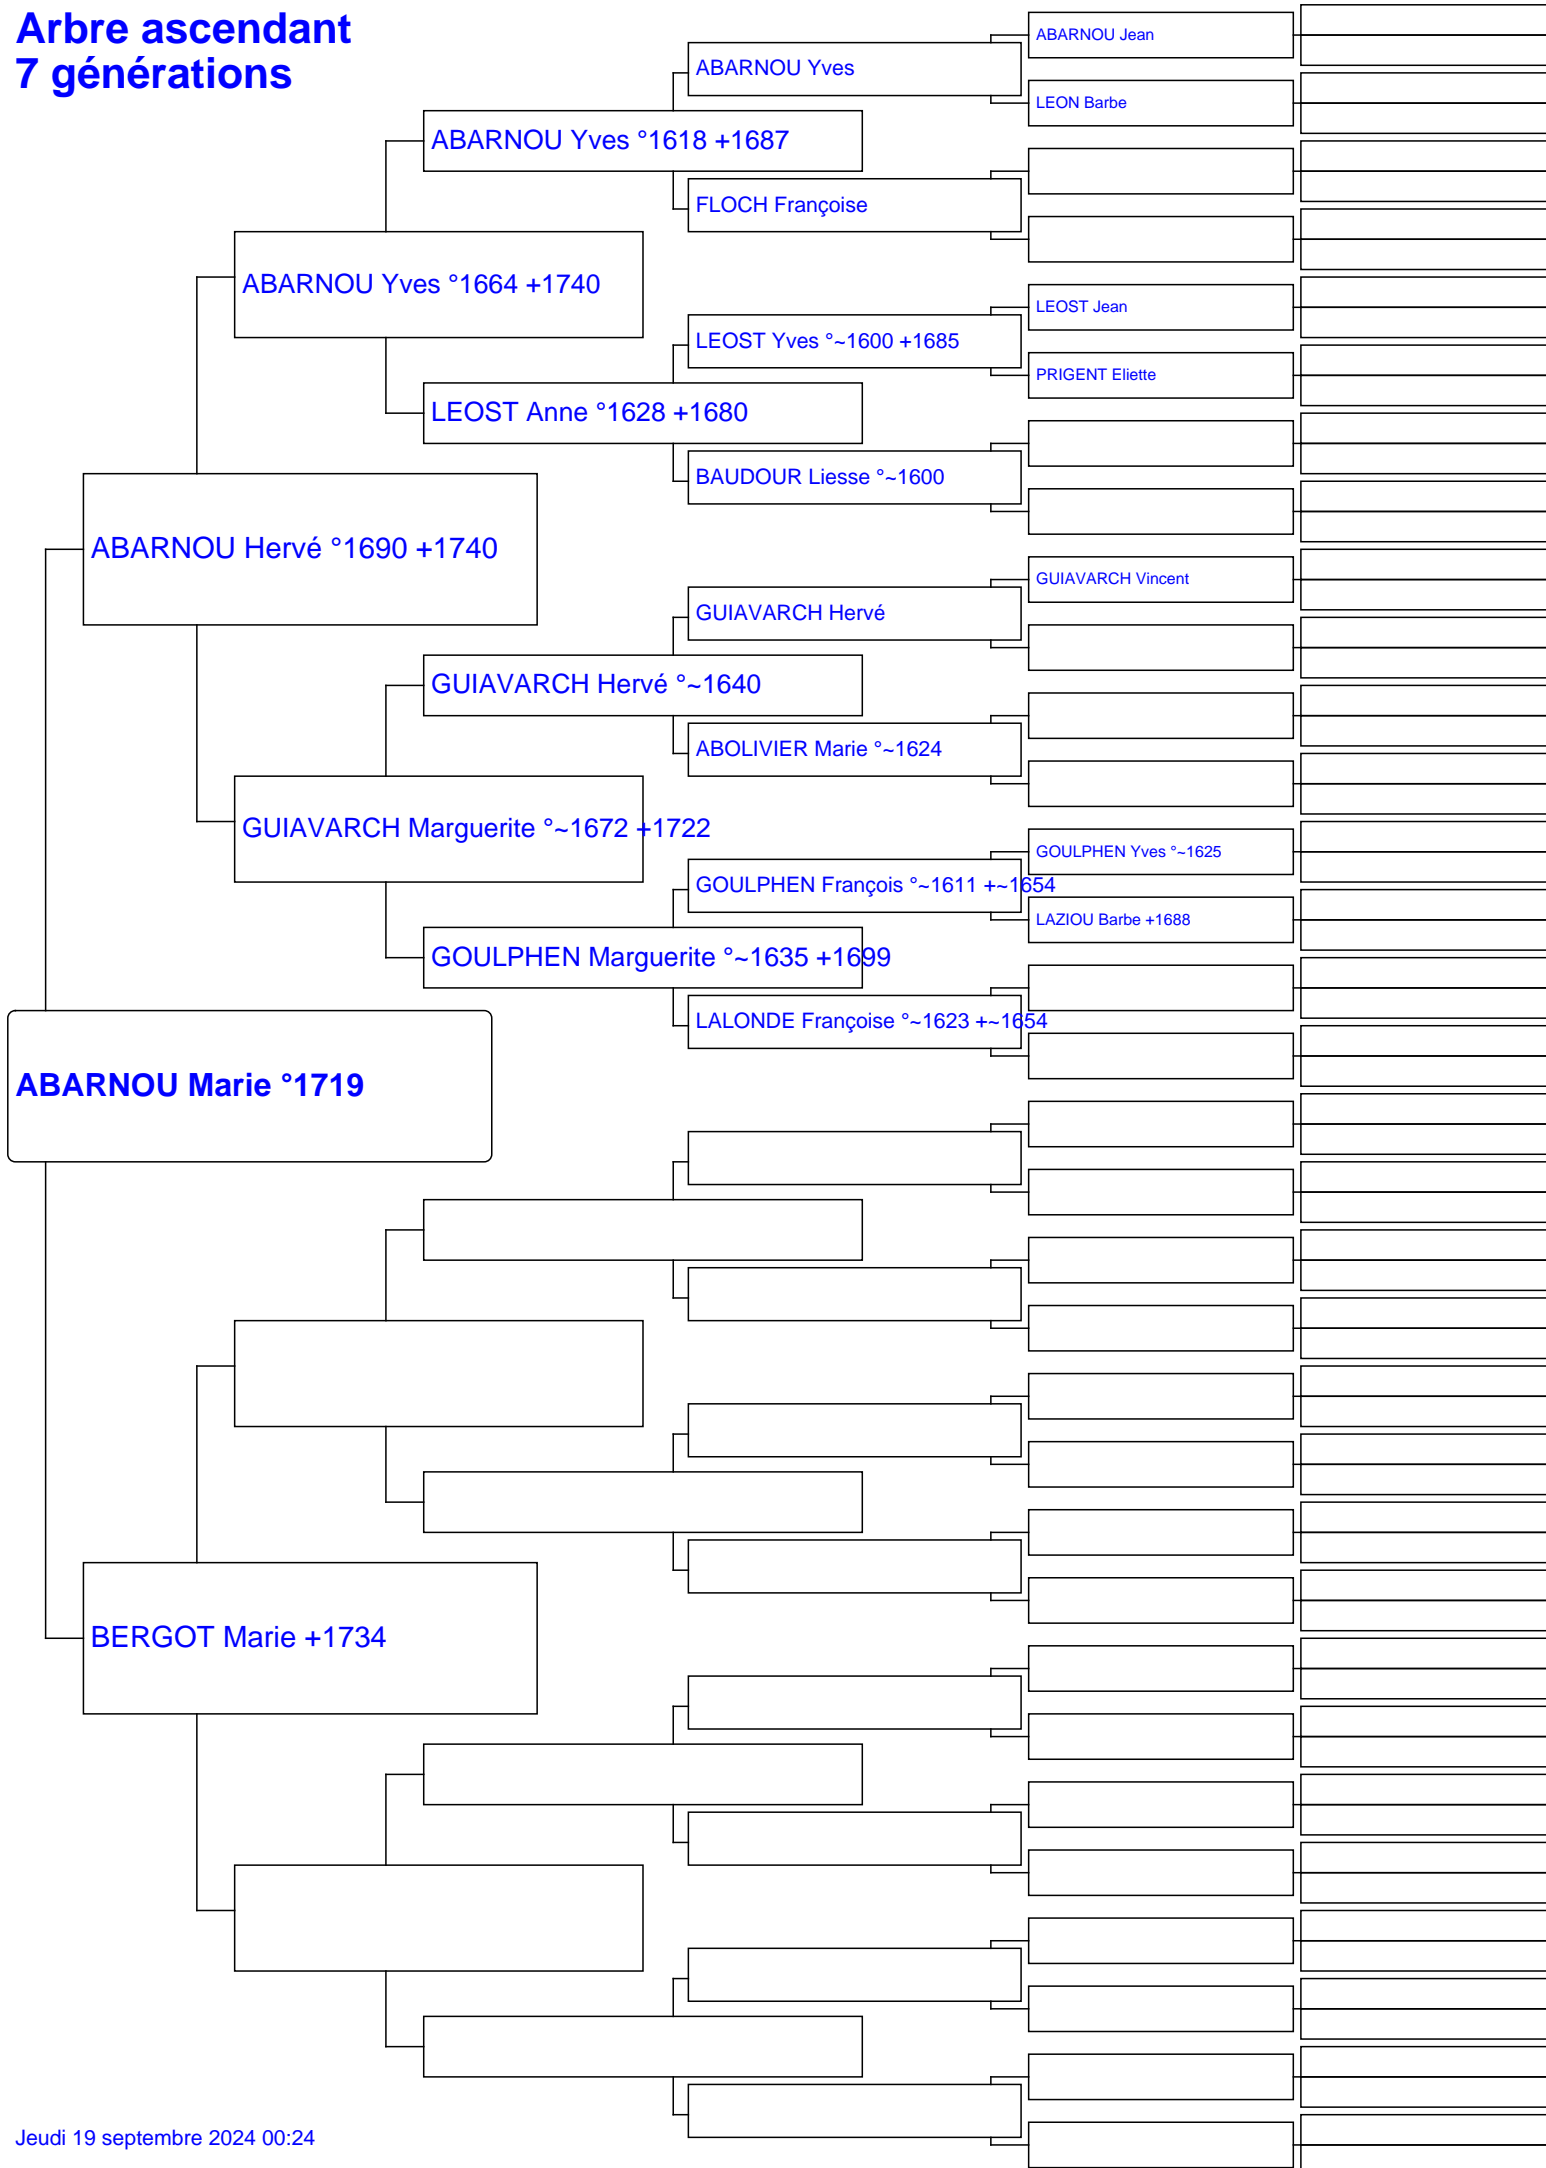 Arbre ascendant
7 générations
ABARNOU Jean
ABARNOU Yves
LEON Barbe
ABARNOU Yves °1618 +1687
FLOCH Françoise
ABARNOU Yves °1664 +1740
LEOST Jean
LEOST Yves °~1600 +1685
PRIGENT Eliette
LEOST Anne °1628 +1680
BAUDOUR Liesse °~1600
ABARNOU Hervé °1690 +1740
GUIAVARCH Vincent
GUIAVARCH Hervé
GUIAVARCH Hervé °~1640
ABOLIVIER Marie °~1624
GUIAVARCH Marguerite °~1672 +1722
GOULPHEN Yves °~1625
GOULPHEN François °~1611 +~1654
LAZIOU Barbe +1688
GOULPHEN Marguerite °~1635 +1699
LALONDE Françoise °~1623 +~1654
ABARNOU Marie °1719
BERGOT Marie +1734
Jeudi 19 septembre 2024 00:24